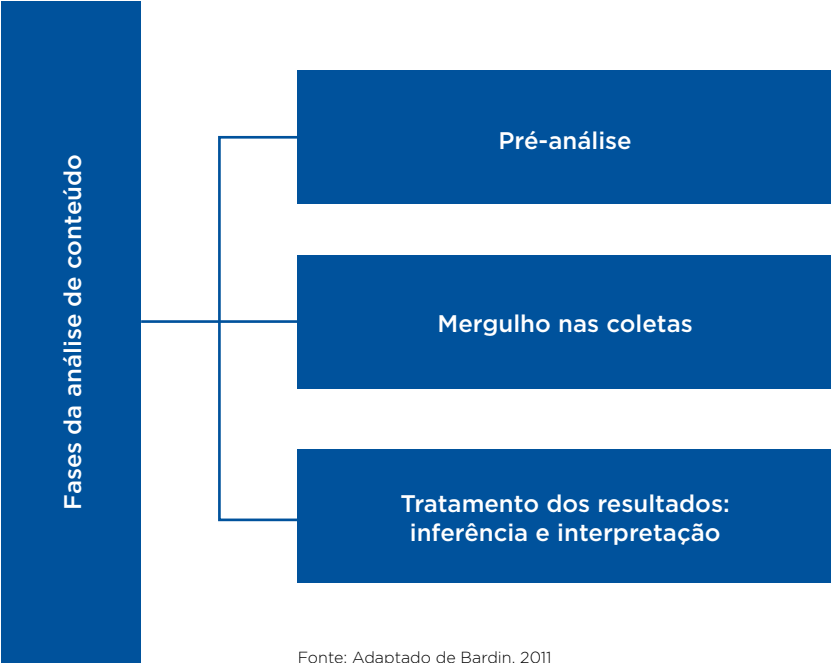 Fases da análise de conteúdo
Pré-análise
Mergulho nas coletas
Tratamento dos resultados:
inferência e interpretação
Fonte: Adaptado de Bardin, 2011